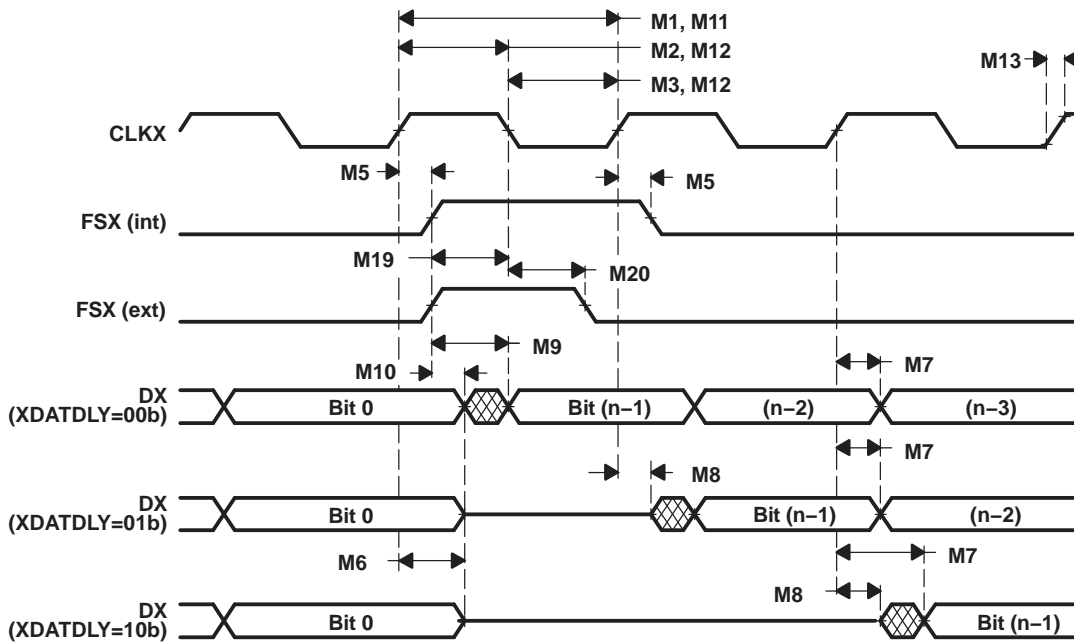 M1, M11
M2, M12
M3, M12
M13
CLKX
M5
M5
FSX (int)
M19
M20
FSX (ext)
M9
M10
M7
DX
(XDATDLY=00b)
Bit 0
Bit (n–1)
(n–2)
(n–3)
M7
M8
DX
(XDATDLY=01b)
Bit 0
Bit (n–1)
(n–2)
M6
M7
M8
DX
(XDATDLY=10b)
Bit 0
Bit (n–1)